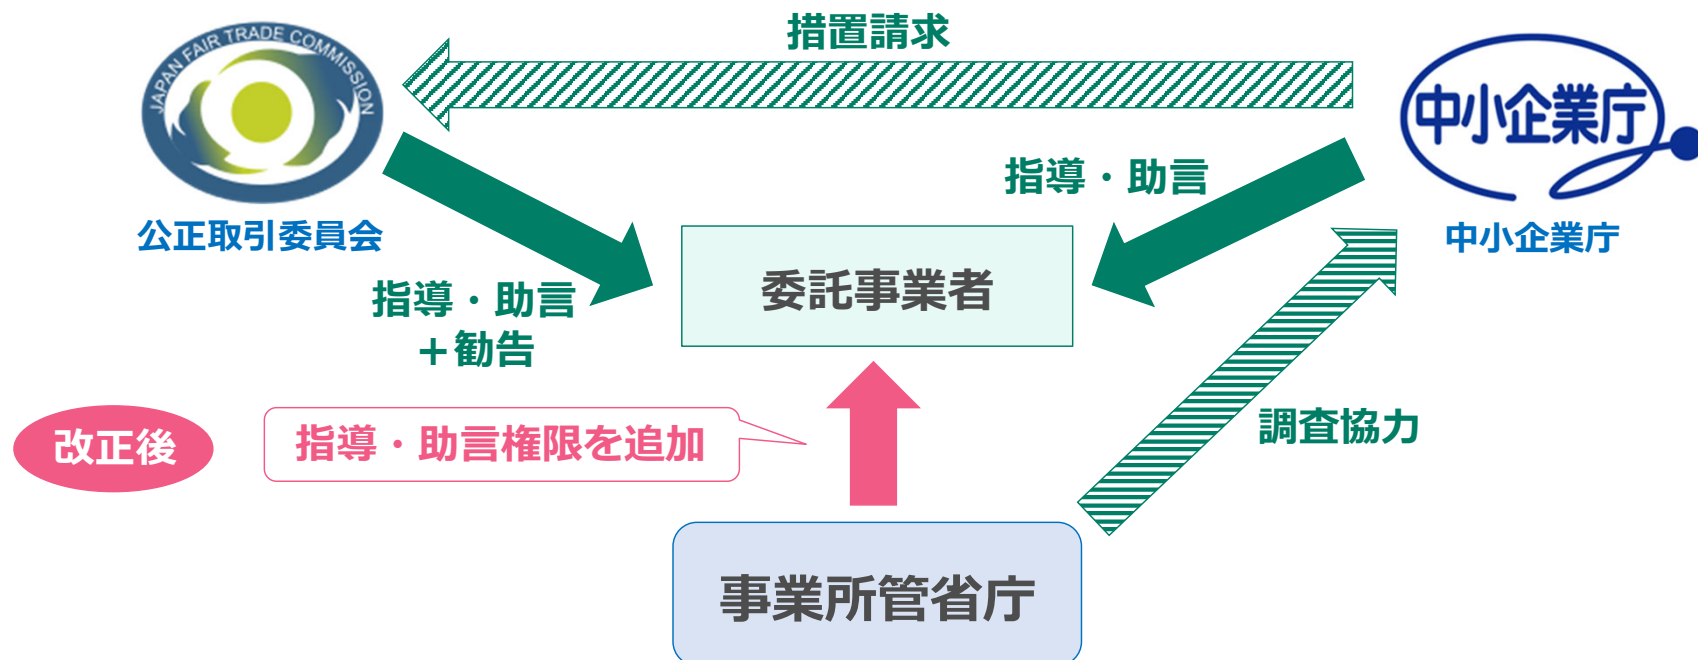 措置請求
JAPAN FAIR TRADE COMMISSION
中小企業庁
公正取引委員会
指導・助言
中小企業庁
委託事業者
指導・助言
＋勧告
改正後
指導・助言権限を追加
調査協力
事業所管省庁